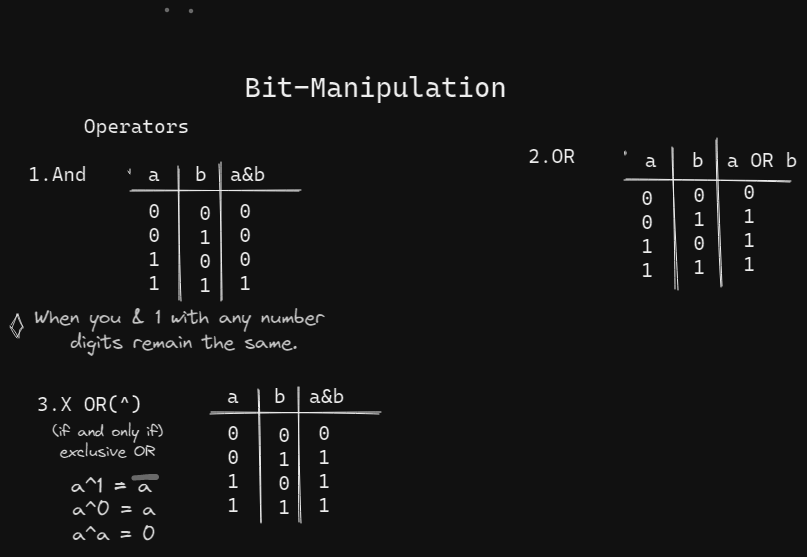 Bit-Manipulation
Operators
1.And
a b a&b
0 0 0
0 1 0
1 0 0
1 1 1
When you & 1 with any number
digits remain the same.
2.OR
a b a OR b
0 0 0
0 1 1
1 0 1
1 1 1
3.X OR(^)
(if and only if)
exclusive OR
a^1 = a̅
a^0 = a
a^a = 0
a b a&b
0 0 0
0 1 1
1 0 1
1 1 1